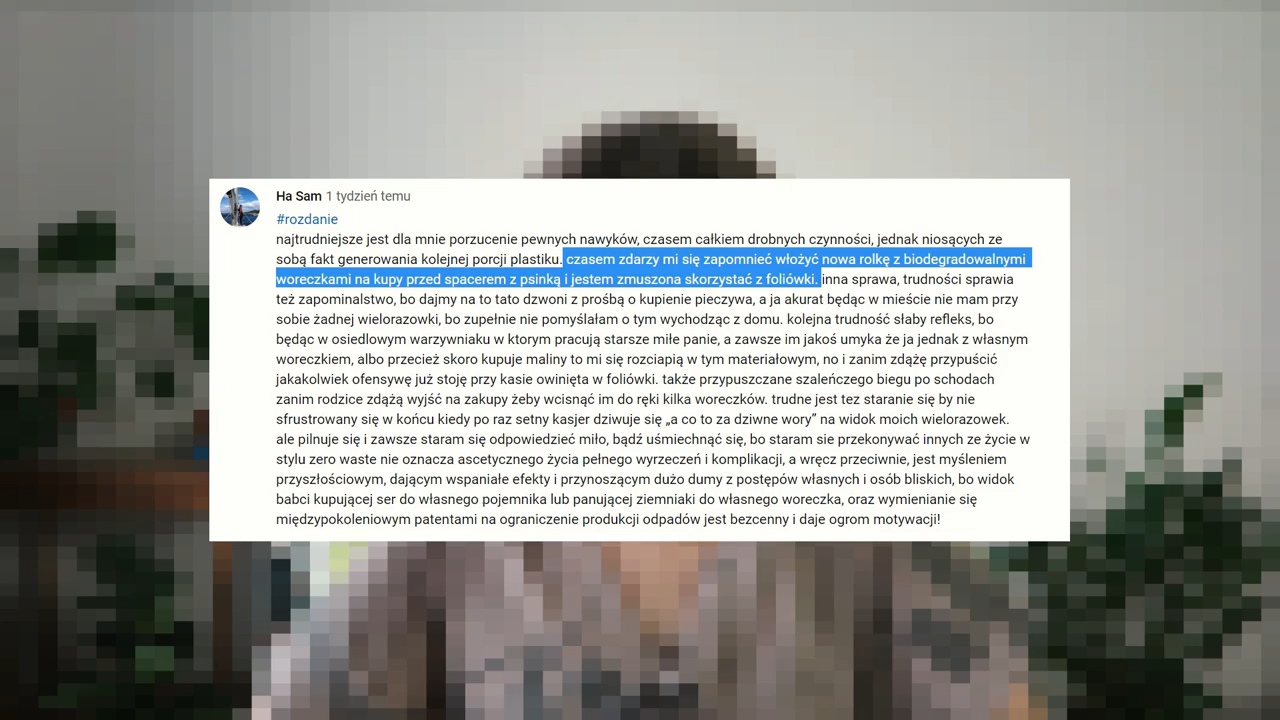 Ha Sam 1 tydzień temu
#rozdanie
najtrudniejsze jest dla mnie porzucenie pewnych nawyków, czasem całkiem drobnych czynności, jednak niosących ze
sobą fakt generowania kolejnej porcji plastiku. czasem zdarzy mi się zapomnieć włożyć nowa rolkę z biodegradowalnymi
woreczkami na kupy przed spacerem z psinką i jestem zmuszona skorzystać z foliówki. inna sprawa, trudności sprawia
też zapominalstwo, bo dajmy na to tato dzwoni z prośbą o kupienie pieczywa, a ja akurat będąc w mieście nie mam przy
sobie żadnej wielorazowki, bo zupełnie nie pomyślałam o tym wychodząc z domu. kolejna trudność słaby refleks, bo
będąc w osiedlowym warzywniaku w ktorym pracują starsze miłe panie, a zawsze im jakoś umyka że ja jednak z własnym
woreczkiem, albo przecież skoro kupuje maliny to mi się rozciapią w tym materiałowym, no i zanim zdążę przypuścić
jakakolwiek ofensywę już stoję przy kasie owinięta w foliówki. także przypuszczane szaleńczego biegu po schodach
zanim rodzice zdążą wyjść na zakupy żeby wcisnąć im do ręki kilka woreczków. trudne jest tez staranie się by nie
sfrustrowany się w końcu kiedy po raz setny kasjer dziwuje się „a co to za dziwne wory” na widok moich wielorazowek.
ale pilnuje się i zawsze staram się odpowiedzieć miło, bądź uśmiechnąć się, bo staram sie przekonywać innych ze życie w
stylu zero waste nie oznacza ascetycznego życia pełnego wyrzeczeń i komplikacji, a wręcz przeciwnie, jest myśleniem
przyszłościowym, dającym wspaniałe efekty i przynoszącym dużo dumy z postępów własnych i osób bliskich, bo widok
babci kupującej ser do własnego pojemnika lub panującej ziemniaki do własnego woreczka, oraz wymienianie się
międzypokoleniowym patentami na ograniczenie produkcji odpadów jest bezcenny i daje ogrom motywacji!